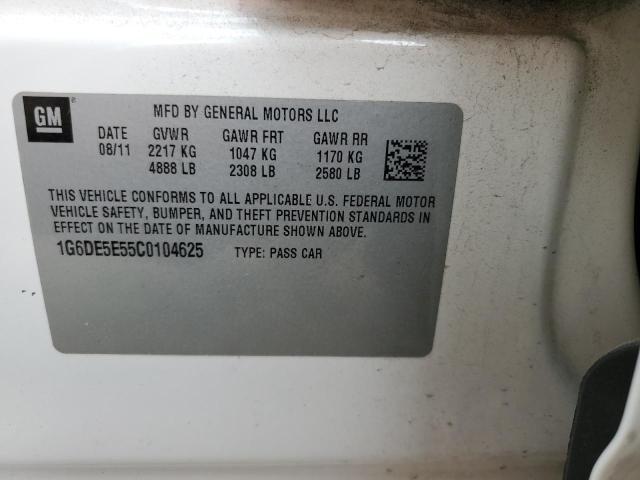 GM
MFD BY GENERAL MOTORS LLC
DATE GVWR GAWR FRT GAWR RR
08/11 2217 KG 1047 KG 1170 KG
4888 LB 2308 LB 2580 LB
THIS VEHICLE CONFORMS TO ALL APPLICABLE U.S. FEDERAL MOTOR
VEHICLE SAFETY, BUMPER, AND THEFT PREVENTION STANDARDS IN
EFFECT ON THE DATE OF MANUFACTURE SHOWN ABOVE.
1G6DE5E55C0104625 TYPE: PASS CAR